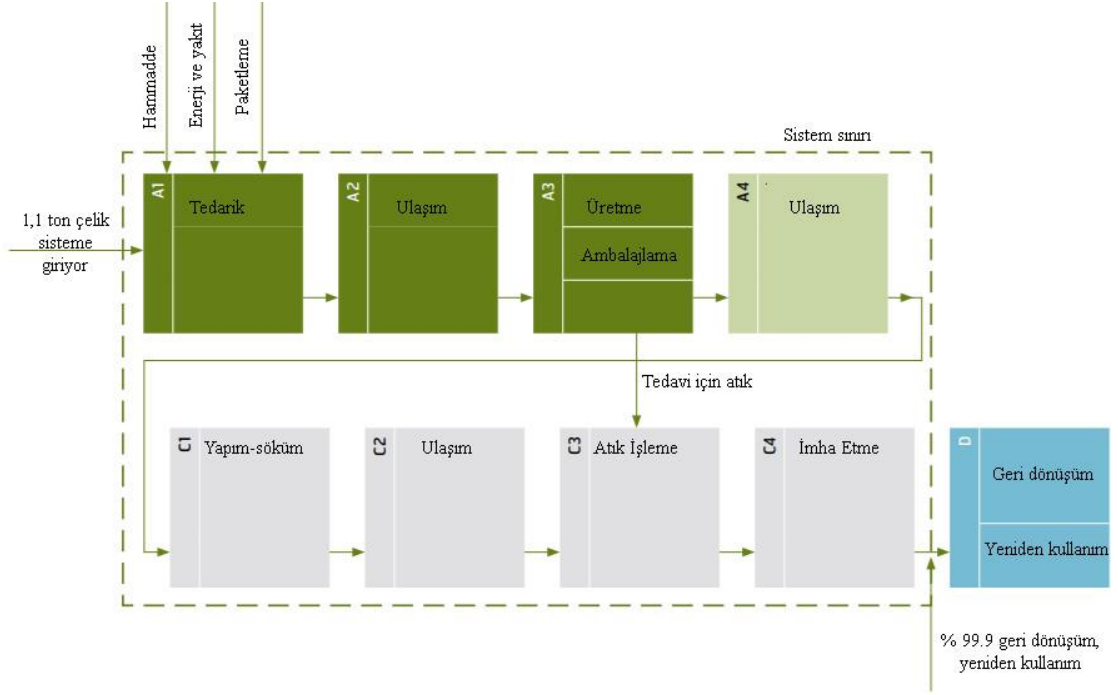 Hammadde
Enerji ve yakıt
Paketleme
Sistem sınırı
1,1 ton çelik
sisteme
giriyor
A1
Tedarik
A2
Ulaşım
A3
Üretme
Ambalajlama
A4
Ulaşım
Tedavi için atık
C1
Yapım-söküm
C2
Ulaşım
C3
Atık İşleme
C4
İmha Etme
D
Geri dönüşüm
Yeniden kullanım
% 99.9 geri dönüşüm,
yeniden kullanım